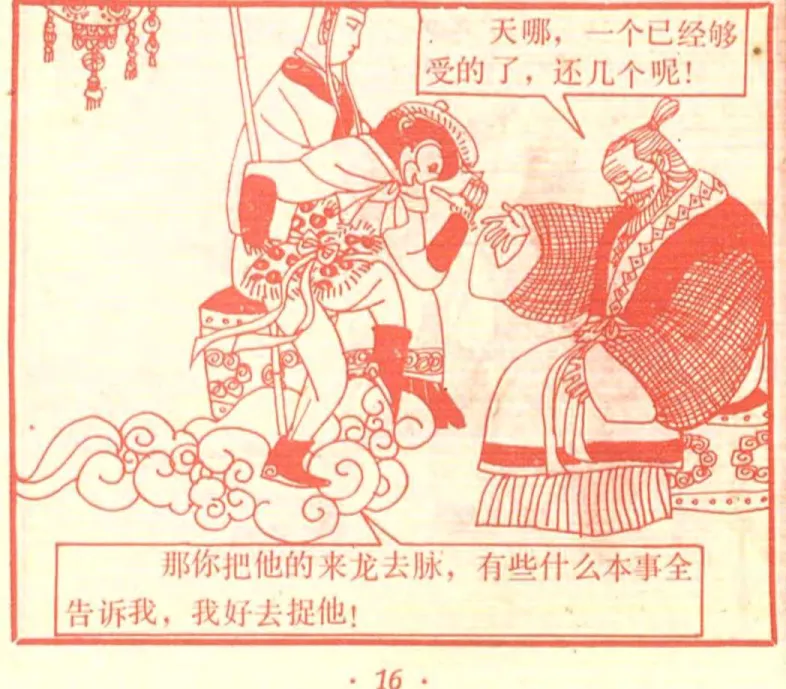 天哪，一个已经够
受的了，还几个呢！
那你把他的来龙去脉，有些什么本事全
告诉我，我好去捉他！
· 16 ·